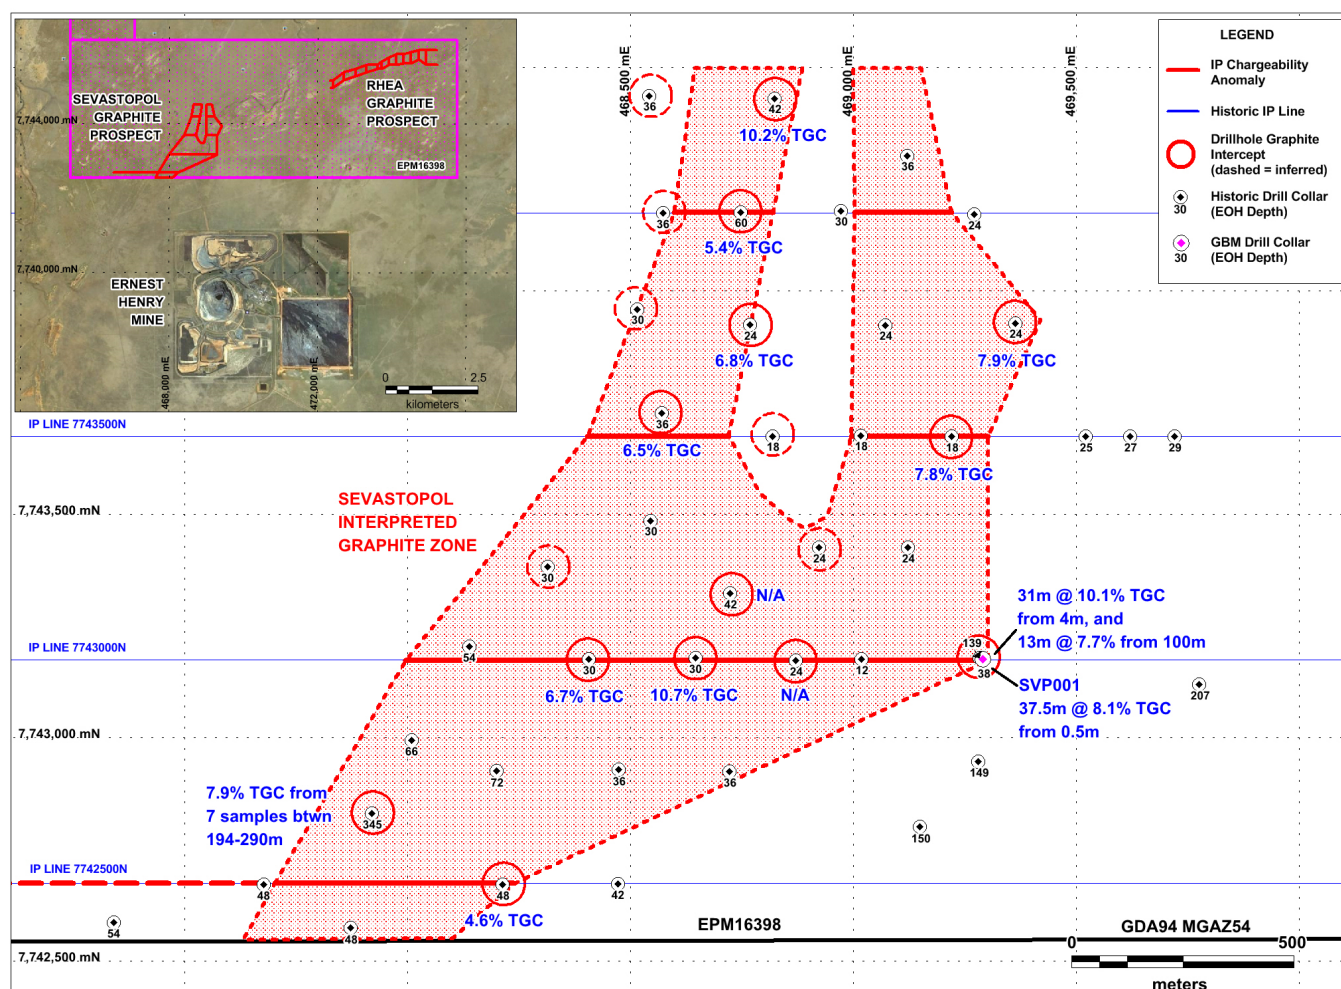 SEVASTOPOL
GRAPHITE
PROSPECT
RHEA
GRAPHITE
PROSPECT
EPM16398
7,744,000 mN
7,740,000 mN
ERNEST
HENRY
MINE
468,000 mE
472,000 mE
0 2.5
kilometers
468,500 mE
469,000 mE
469,500 mE
LEGEND
IP Chargeability
Anomaly
Historic IP Line
Drillhole Graphite
Intercept
(dashed = inferred)
Historic Drill Collar
30 (EOH Depth)
GBM Drill Collar
30 (EOH Depth)
36
42
10.2% TGC
36
36
60
30
24
5.4% TGC
30
24
24
24
6.8% TGC
7.9% TGC
36
IP LINE 7743500N
18
18
18
25
27
29
6.5% TGC
7.8% TGC
SEVASTOPOL
INTERPRETED
GRAPHITE ZONE
7,743,500 mN
30
24
24
30
42
N/A
31m @ 10.1% TGC
from 4m, and
13m @ 7.7% from 100m
IP LINE 7743000N
54
139
30
30
24
12
38
6.7% TGC
10.7% TGC
N/A
SVP001
37.5m @ 8.1% TGC
from 0.5m
207
7,743,000 mN
66
72
36
36
149
7.9% TGC from
7 samples btwn
194-290m
345
150
IP LINE 7742500N
48
48
42
4.6% TGC
54
48
EPM16398
GDA94 MGAZ54
7,742,500 mN
0 500
meters